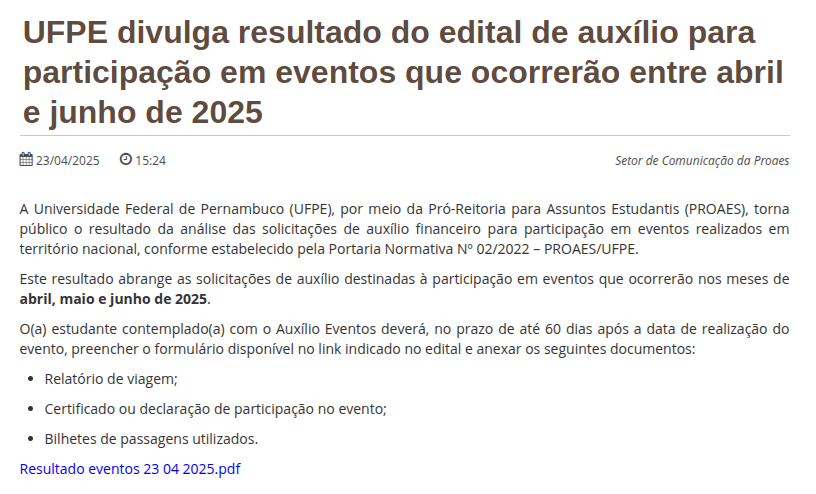 UFPE divulga resultado do edital de auxílio para
participação em eventos que ocorrerão entre abril
e junho de 2025
23/04/2025 15:24 Setor de Comunicação da Proaes
A Universidade Federal de Pernambuco (UFPE), por meio da Pró-Reitoria para Assuntos Estudantis (PROAES), torna
público o resultado da análise das solicitações de auxílio financeiro para participação em eventos realizados em
território nacional, conforme estabelecido pela Portaria Normativa Nº 02/2022 – PROAES/UFPE.
Este resultado abrange as solicitações de auxílio destinadas à participação em eventos que ocorrerão nos meses de
abril, maio e junho de 2025.
O(a) estudante contemplado(a) com o Auxílio Eventos deverá, no prazo de até 60 dias após a data de realização do
evento, preencher o formulário disponível no link indicado no edital e anexar os seguintes documentos:
• Relatório de viagem;
• Certificado ou declaração de participação no evento;
• Bilhetes de passagens utilizados.
Resultado eventos 23 04 2025.pdf